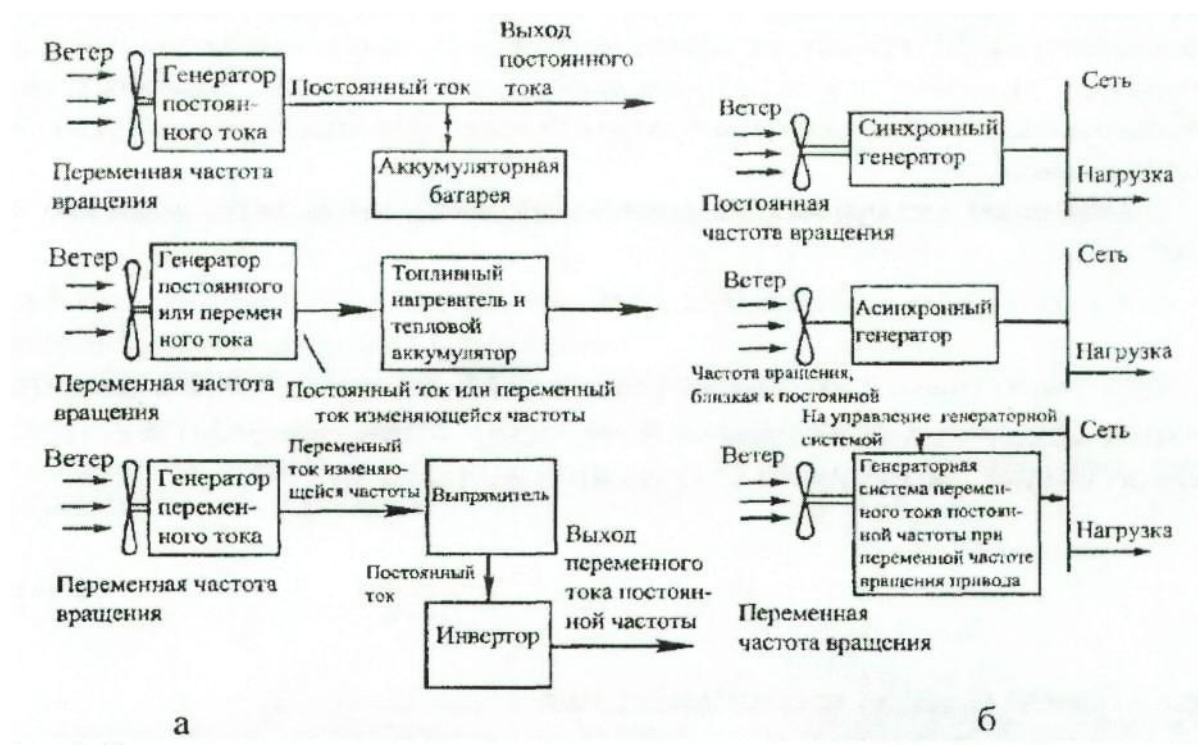 Ветер
Генератор
постоян-
ного тока
Постоянный ток
Выход
постоянного
тока
Аккумуляторная
батарея
Переменная частота
вращения
Ветер
Генератор
постоянного
или перемен
ного тока
Топливный
нагреватель и
тепловой
аккумулятор
Переменная частота
вращения
Постоянный ток или переменный
ток изменяющейся частоты
Ветер
Генератор
перемен-
ного тока
Переменный
ток изменяю-
щейся частоты
Выпрямитель
Переменная частота
вращения
Постоянный
ток
Инвертор
Выход
переменного
тока постоян-
ной частоты
а
Ветер
Синхронный
генератор
Сеть
Нагрузка
Постоянная
частота вращения
Ветер
Асинхронный
генератор
Сеть
Нагрузка
Частота вращения,
близкая к постоянной
На управление генераторной
системой
Ветер
Генераторная
система перемен-
ного тока постоян-
ной частоты при
переменной частоте
вращения привода
Сеть
Нагрузка
Переменная
частота вращения
б